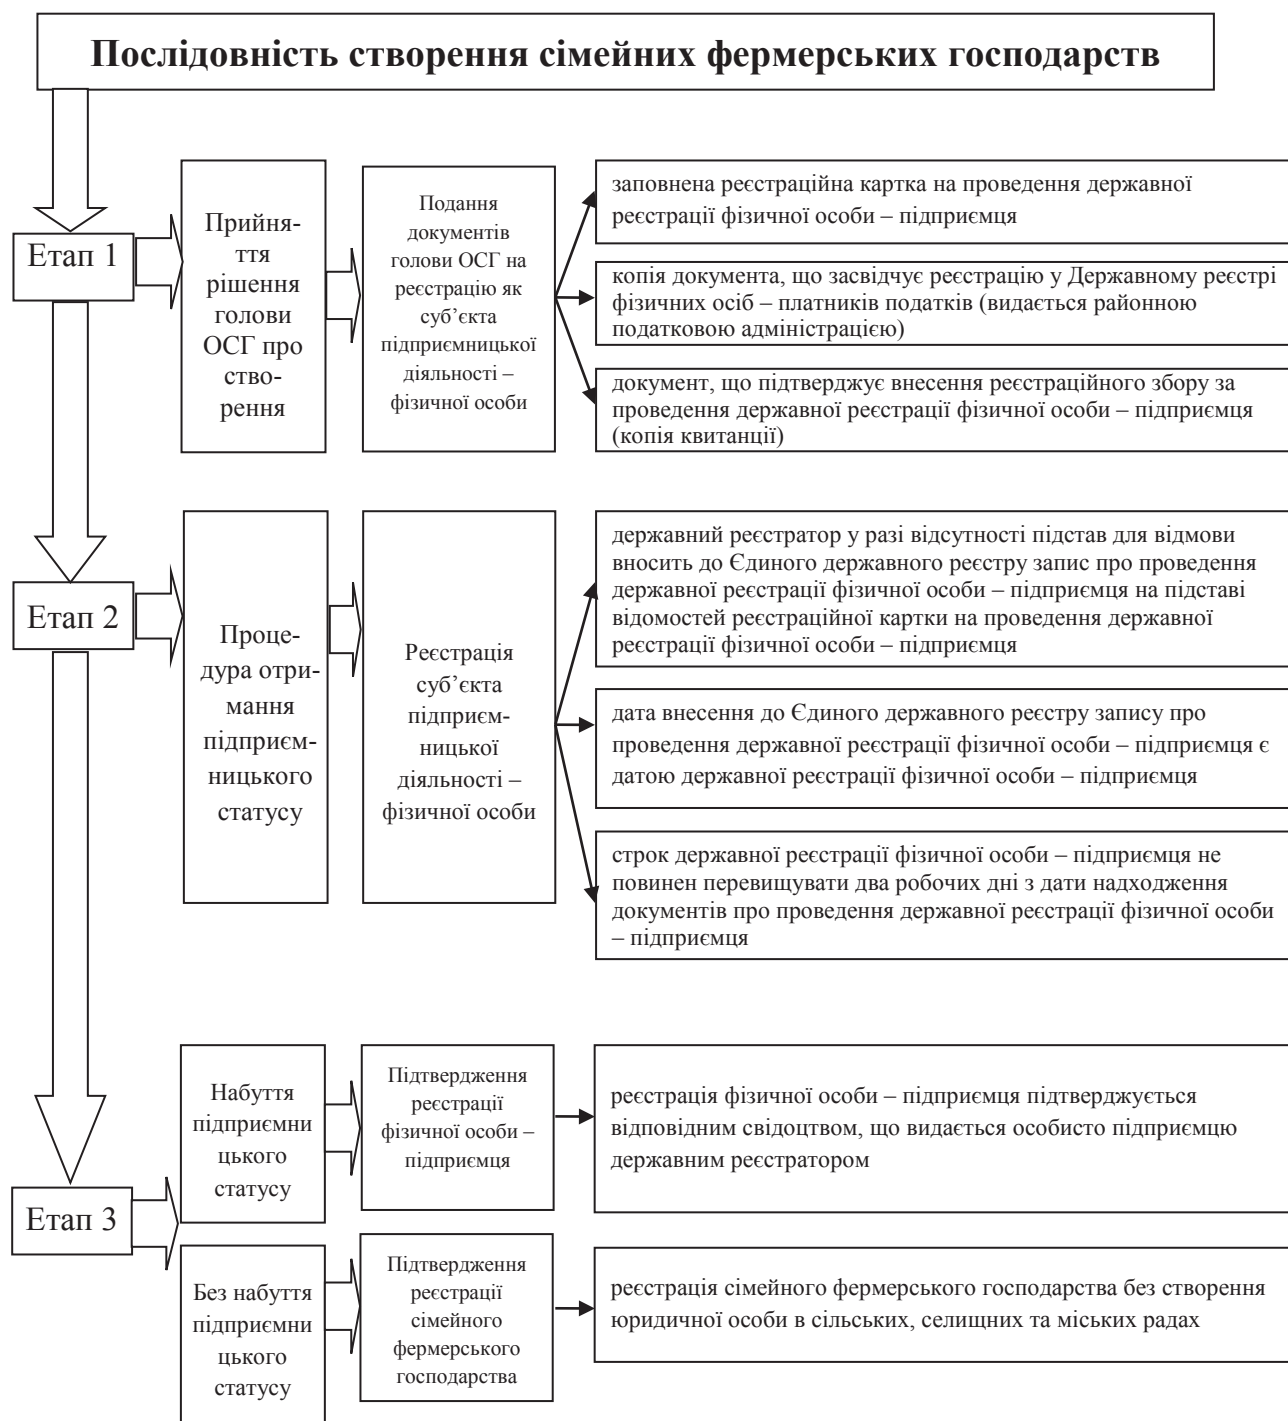 Послідовність створення сімейних фермерських господарств
Етап 1
Прийня-
ття
рішення
голови
ОСГ про
ство-
рення
Подання
документів
голови ОСГ на
реєстрацію як
суб’єкта
підприємницької
діяльності –
фізичної особи
заповнена реєстраційна картка на проведення державної
реєстрації фізичної особи – підприємця
копія документа, що засвідчує реєстрацію у Державному реєстрі
фізичних осіб – платників податків (видається районною
податковою адміністрацією)
документ, що підтверджує внесення реєстраційного збору за
проведення державної реєстрації фізичної особи – підприємця
(копія квитанції)
Етап 2
Проце-
дура отри-
мання
підприєм-
ницького
статусу
Реєстрація
суб’єкта
підприєм-
ницької
діяльності –
фізичної особи
державний реєстратор у разі відсутності підстав для відмови
вносить до Єдиного державного реєстру запис про проведення
державної реєстрації фізичної особи – підприємця на підставі
відомостей реєстраційної картки на проведення державної
реєстрації фізичної особи – підприємця
дата внесення до Єдиного державного реєстру запису про
проведення державної реєстрації фізичної особи – підприємця є
датою державної реєстрації фізичної особи – підприємця
строк державної реєстрації фізичної особи – підприємця не
повинен перевищувати два робочих дні з дати надходження
документів про проведення державної реєстрації фізичної особи
– підприємця
Етап 3
Набуття
підприємни
цького
статусу
Підтвердження
реєстрації
фізичної особи –
підприємця
реєстрація фізичної особи – підприємця підтверджується
відповідним свідоцтвом, що видається особисто підприємцю
державним реєстратором
Без набуття
підприємни
цького
статусу
Підтвердження
реєстрації
сімейного
фермерського
господарства
реєстрація сімейного фермерського господарства без створення
юридичної особи в сільських, селищних та міських радах